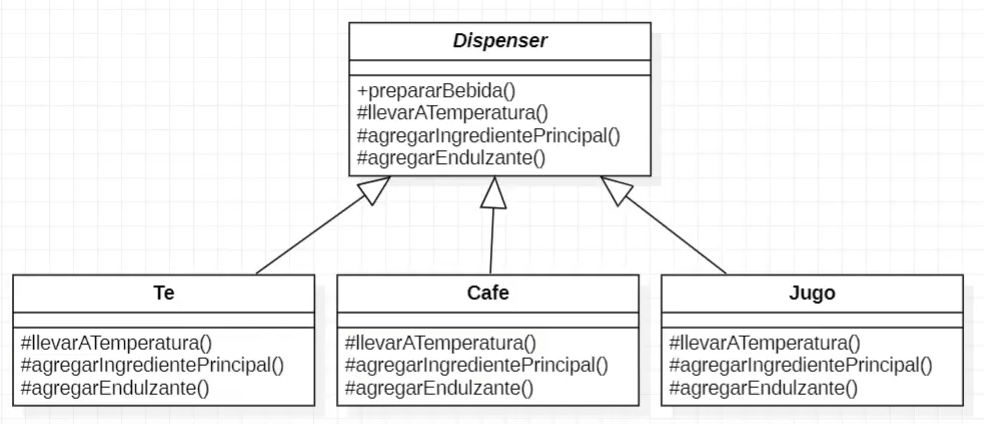 Dispenser
+prepararBebida()
#llevarATemperatura()
#agregarIngredientePrincipal()
#agregarEndulzante()
Te
#llevarATemperatura()
#agregarIngredientePrincipal()
#agregarEndulzante()
Cafe
#llevarATemperatura()
#agregarIngredientePrincipal()
#agregarEndulzante()
Jugo
#llevarATemperatura()
#agregarIngredientePrincipal()
#agregarEndulzante()